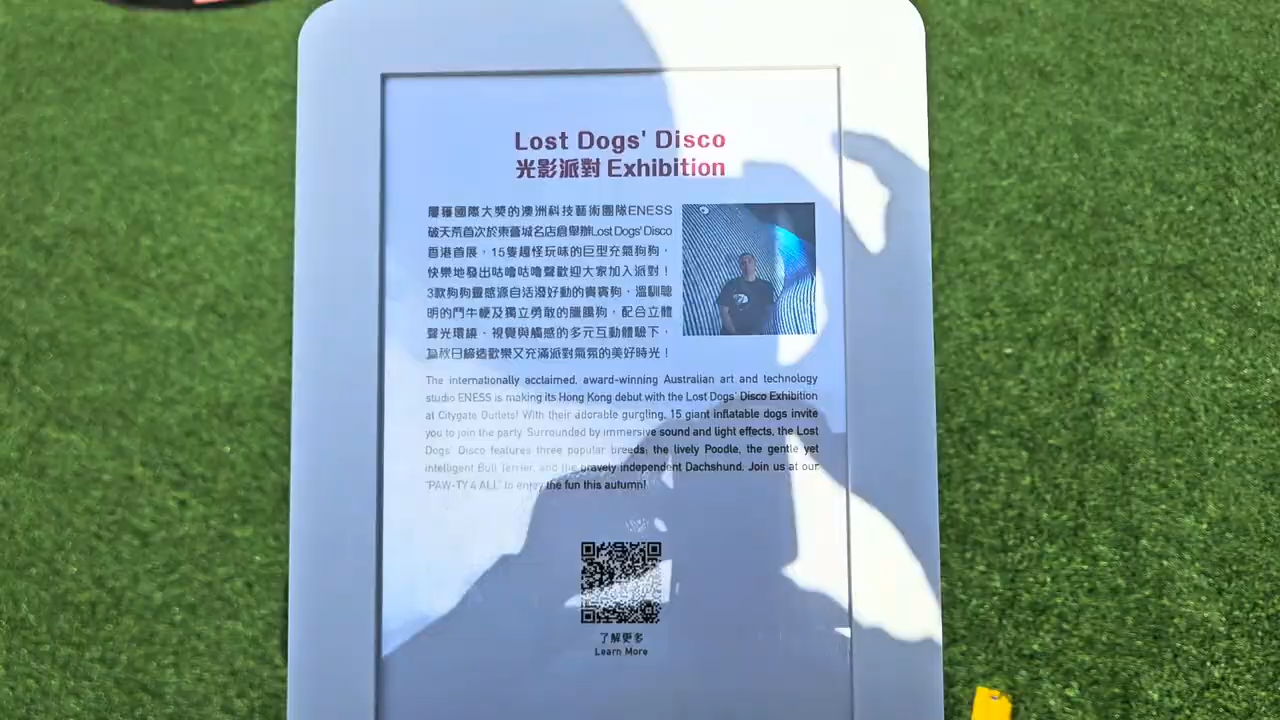 Lost Dogs' Disco
光影派對 Exhibition
屢獲國際大獎的澳洲科技藝術團隊ENESS
破天荒首次於東薈城名店倉舉辦Lost Dogs' Disco
香港首展，15隻趣怪玩味的巨型充氣狗狗，
快樂地發出咕嚕咕嚕聲歡迎大家加入派對！
3款狗狗靈感源自活潑好動的貴賓狗、溫馴聰
明的鬥牛㹴及獨立勇敢的臘腸狗，配合立體
聲光環繞、視覺與觸感的多元互動體驗下，
為秋日締造歡樂又充滿派對氣氛的美好時光！
The internationally acclaimed, award-winning Australian art and technology
studio ENESS is making its Hong Kong debut with the Lost Dogs' Disco Exhibition
at Citygate Outlets! With their adorable gurgling, 15 giant inflatable dogs invite
you to join the party. Surrounded by immersive sound and light effects, the Lost
Dogs' Disco features three popular breeds: the lively Poodle, the gentle yet
intelligent Bull Terrier, and the bravely independent Dachshund. Join us at our
"PAW-TY 4 ALL" to enjoy the fun this autumn!
了解更多
Learn More